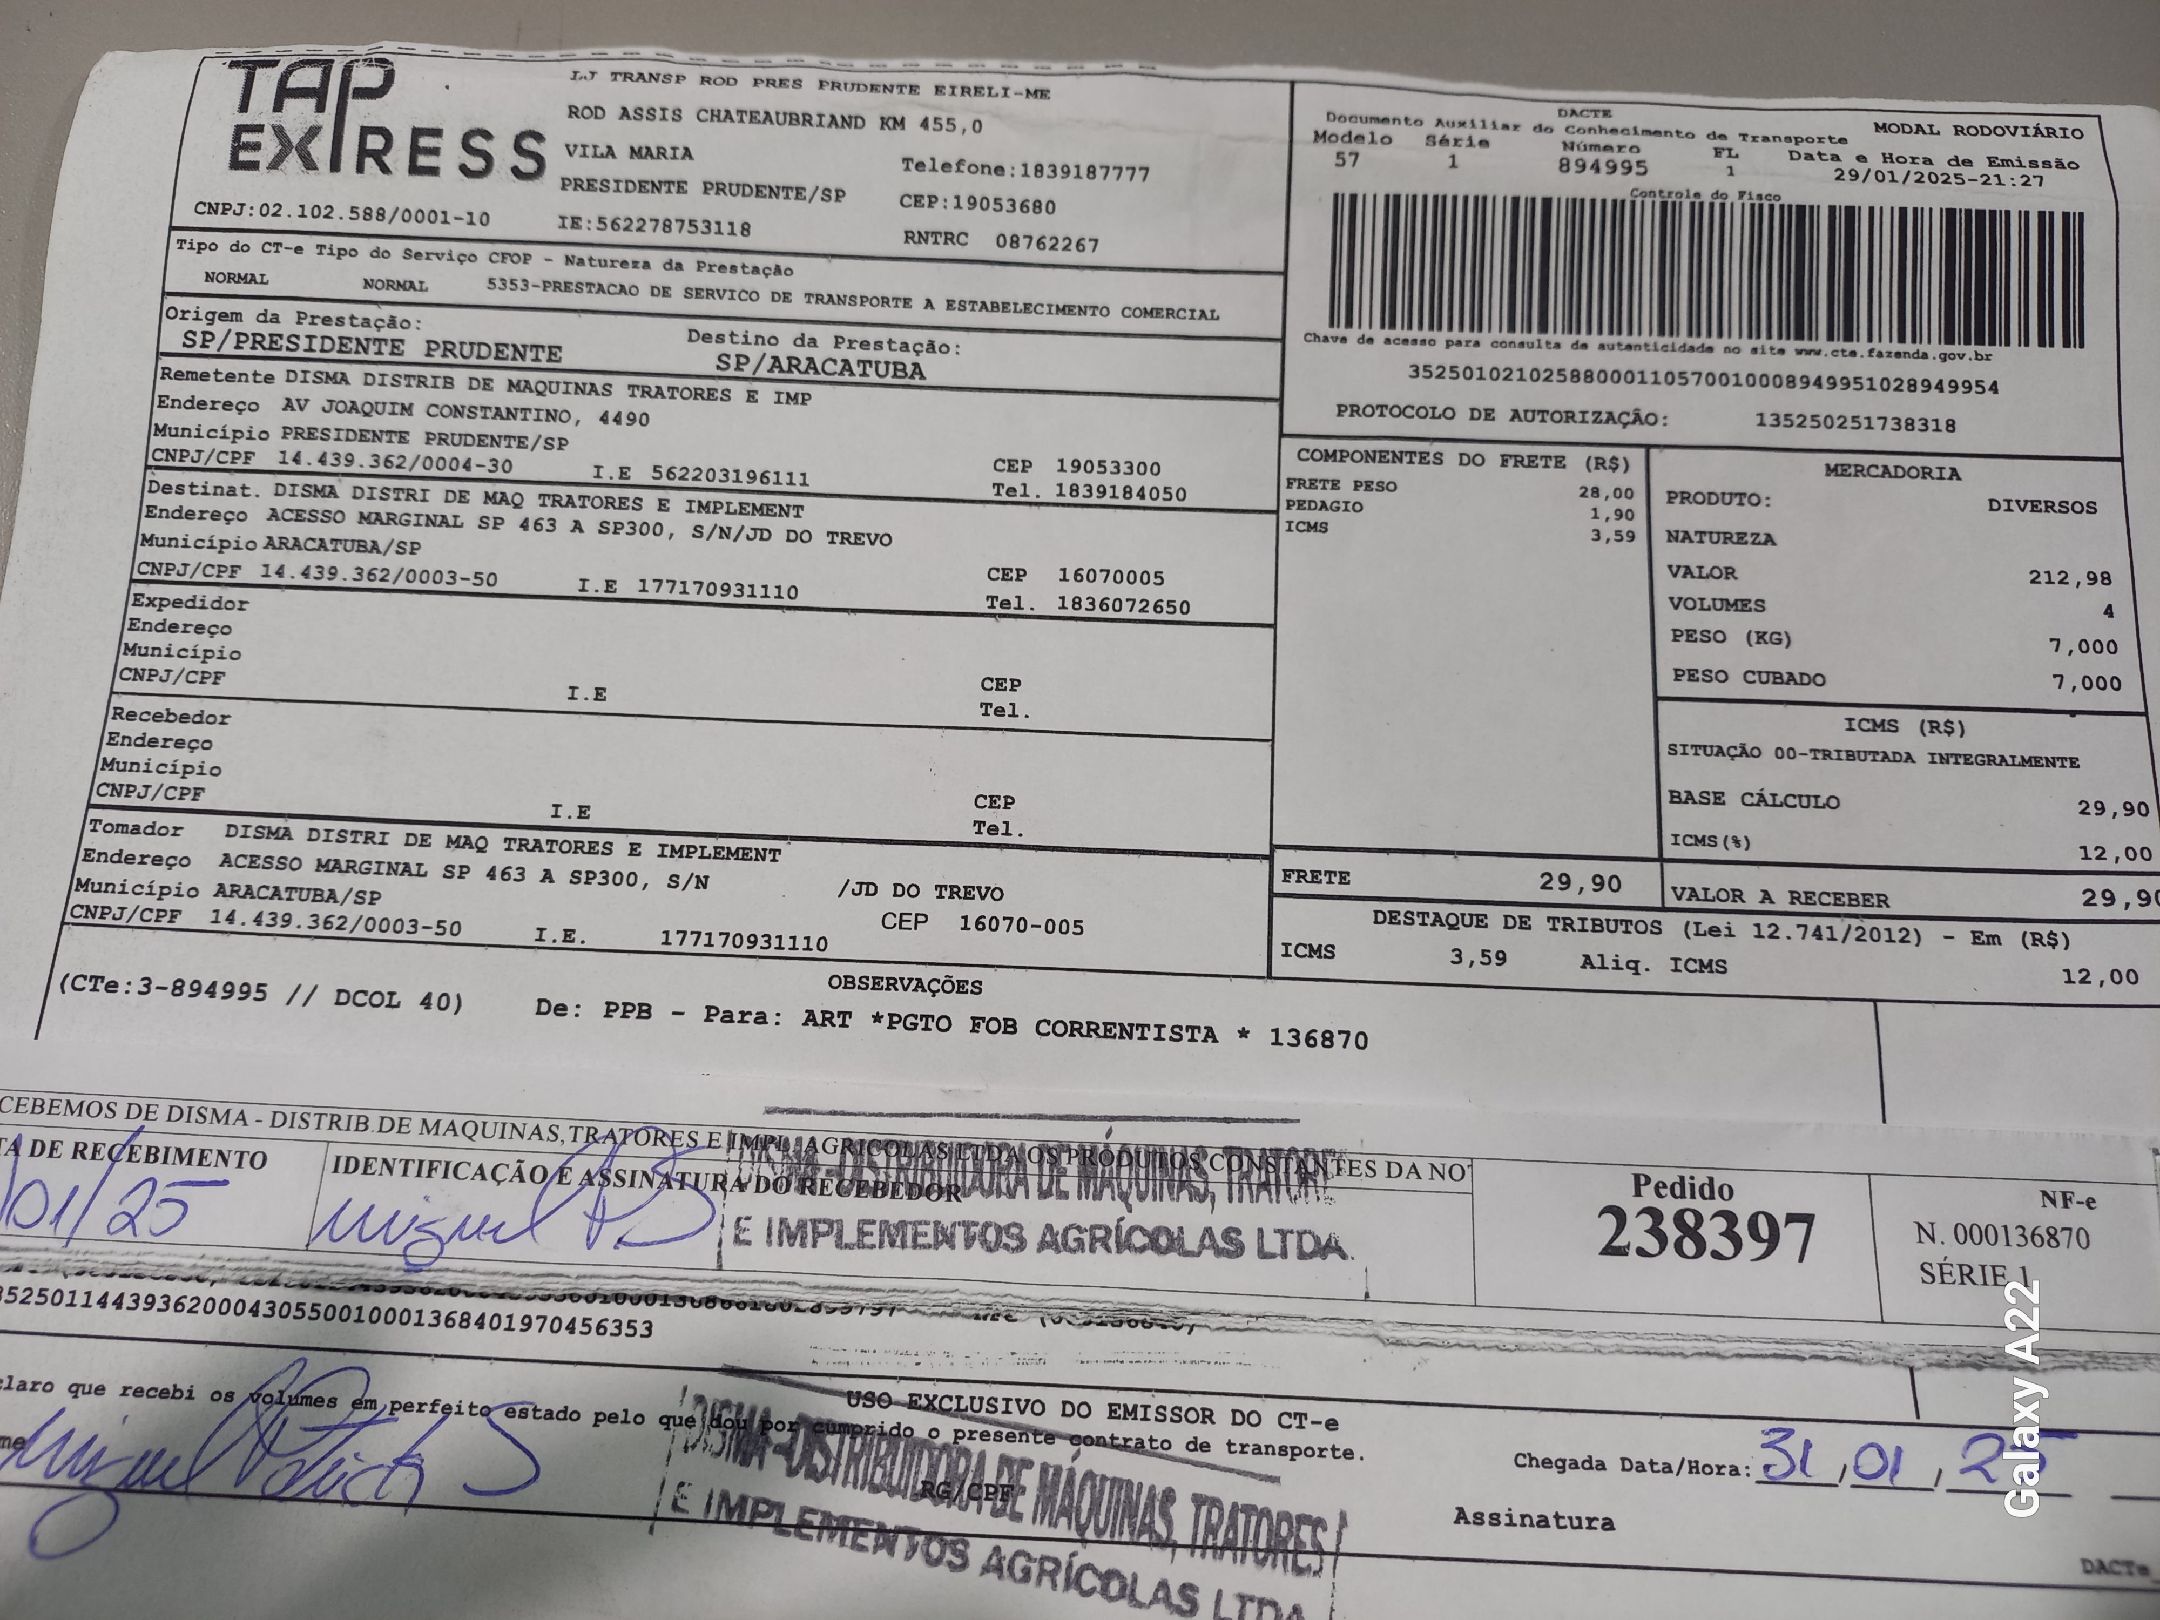 TAP EXPRESS
LJ TRANSP ROD PRES PRUDENTE EIRELI-ME
ROD ASSIS CHATEAUBRIAND KM 455,0
VILA MARIA
Telefone:1839187777
PRESIDENTE PRUDENTE/SP CEP:19053680
CNPJ:02.102.588/0001-10 IE:562278753118 RNTRC 08762267
DACTE
Documento Auxiliar do Conhecimento de Transporte MODAL RODOVIÁRIO
Modelo Série Número FL Data e Hora de Emissão
57 1 894995 1 29/01/2025-21:27
Controle do Fisco
Chave de acesso para consulta de autenticidade no site www.cte.fazenda.gov.br
35250102102588000110570010008949951028949954
PROTOCOLO DE AUTORIZAÇÃO: 135250251738318
Tipo do CT-e Tipo do Serviço CFOP - Natureza da Prestação
NORMAL NORMAL 5353-PRESTACAO DE SERVICO DE TRANSPORTE A ESTABELECIMENTO COMERCIAL
Origem da Prestação: Destino da Prestação:
SP/PRESIDENTE PRUDENTE SP/ARACATUBA
Remetente DISMA DISTRIB DE MAQUINAS TRATORES E IMP
Endereço AV JOAQUIM CONSTANTINO, 4490
Município PRESIDENTE PRUDENTE/SP CEP 19053300
CNPJ/CPF 14.439.362/0004-30 I.E 562203196111 Tel. 1839184050
Destinat. DISMA DISTRI DE MAQ TRATORES E IMPLEMENT
Endereço ACESSO MARGINAL SP 463 A SP300, S/N/JD DO TREVO
Município ARACATUBA/SP CEP 16070005
CNPJ/CPF 14.439.362/0003-50 I.E 177170931110 Tel. 1836072650
Expedidor
Endereço
Município CEP
CNPJ/CPF I.E Tel.
Recebedor
Endereço
Município CEP
CNPJ/CPF I.E Tel.
Tomador DISMA DISTRI DE MAQ TRATORES E IMPLEMENT
Endereço ACESSO MARGINAL SP 463 A SP300, S/N /JD DO TREVO
Município ARACATUBA/SP CEP 16070-005
CNPJ/CPF 14.439.362/0003-50 I.E. 177170931110
COMPONENTES DO FRETE (R$)
FRETE PESO 28,00
PEDAGIO 1,90
ICMS 3,59
MERCADORIA
PRODUTO: DIVERSOS
NATUREZA
VALOR 212,98
VOLUMES 4
PESO (KG) 7,000
PESO CUBADO 7,000
ICMS (R$)
SITUAÇÃO 00-TRIBUTADA INTEGRALMENTE
BASE CÁLCULO 29,90
ICMS(%) 12,00
FRETE 29,90 VALOR A RECEBER 29,90
DESTAQUE DE TRIBUTOS (Lei 12.741/2012) - Em (R$)
ICMS 3,59 Aliq. ICMS 12,00
OBSERVAÇÕES
(CTe:3-894995 // DCOL 40) De: PPB - Para: ART *PGTO FOB CORRENTISTA * 136870
CEBEMOS DE DISMA - DISTRIB.DE MAQUINAS,TRATORES E IMPL AGRICOLAS LTDA OS PRODUTOS CONSTANTES DA NO
TA DE RECEBIMENTO IDENTIFICAÇÃO E ASSINATURA DO RECEBEDOR
/01/25 Miguel P.S
DISMA-DISTRIBUIDORA DE MÁQUINAS, TRATORE
E IMPLEMENTOS AGRÍCOLAS LTDA.
Pedido
238397
NF-e
N. 000136870
SÉRIE 1
35250114439362000430550010001368401970456353
USO EXCLUSIVO DO EMISSOR DO CT-e
claro que recebi os volumes em perfeito estado pelo que dou por cumprido o presente contrato de transporte.
me Miguel S
RG/CPF
DISMA-DISTRIBUIDORA DE MÁQUINAS, TRATORES
E IMPLEMENTOS AGRÍCOLAS LTDA
Chegada Data/Hora: 31/01/25
Assinatura
DACTe
Galaxy A22